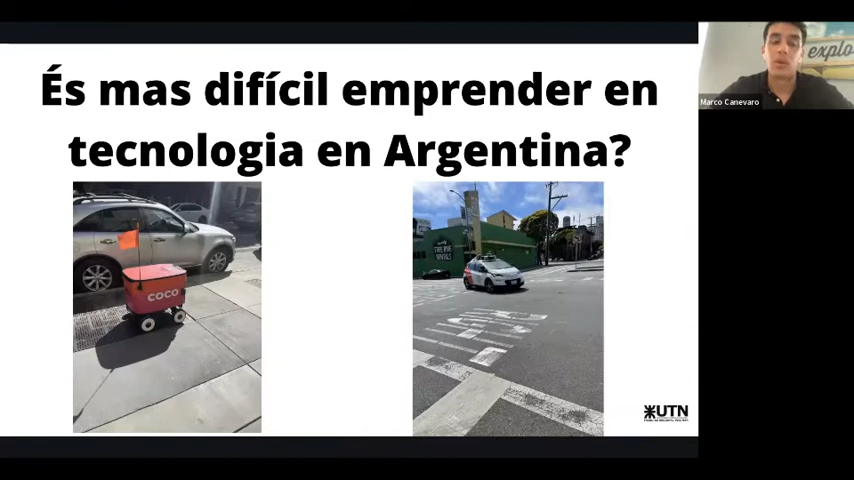 És mas difícil emprender en
tecnologia en Argentina?
explo
Marco Canevaro
COCO
UTN